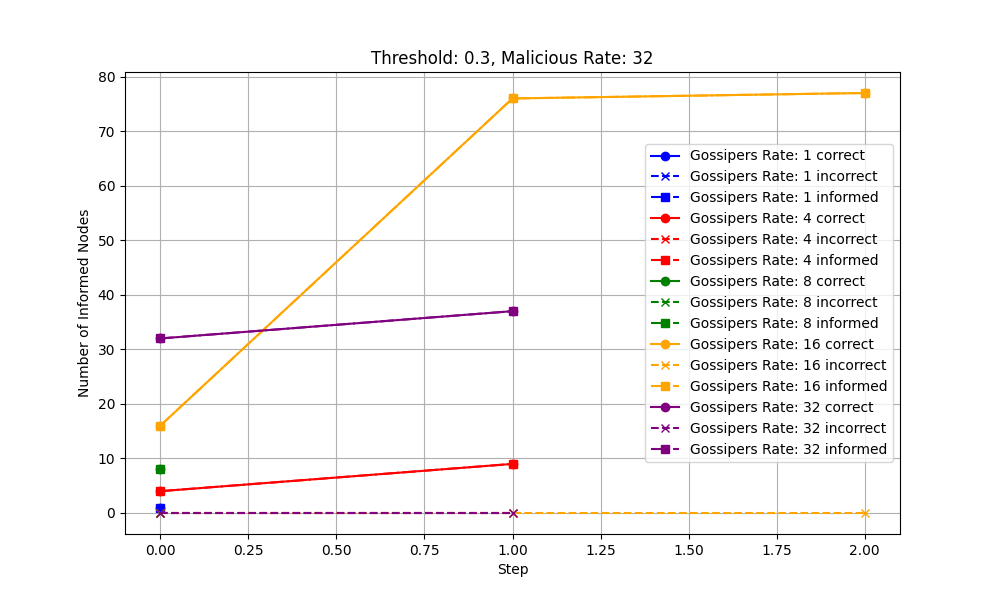 Threshold: 0.3, Malicious Rate: 32
80
70
60
50
40
30
20
10
0
Number of Informed Nodes
Gossipers Rate: 1 correct
Gossipers Rate: 1 incorrect
Gossipers Rate: 1 informed
Gossipers Rate: 4 correct
Gossipers Rate: 4 incorrect
Gossipers Rate: 4 informed
Gossipers Rate: 8 correct
Gossipers Rate: 8 incorrect
Gossipers Rate: 8 informed
Gossipers Rate: 16 correct
Gossipers Rate: 16 incorrect
Gossipers Rate: 16 informed
Gossipers Rate: 32 correct
Gossipers Rate: 32 incorrect
Gossipers Rate: 32 informed
0.00 0.25 0.50 0.75 1.00 1.25 1.50 1.75 2.00
Step